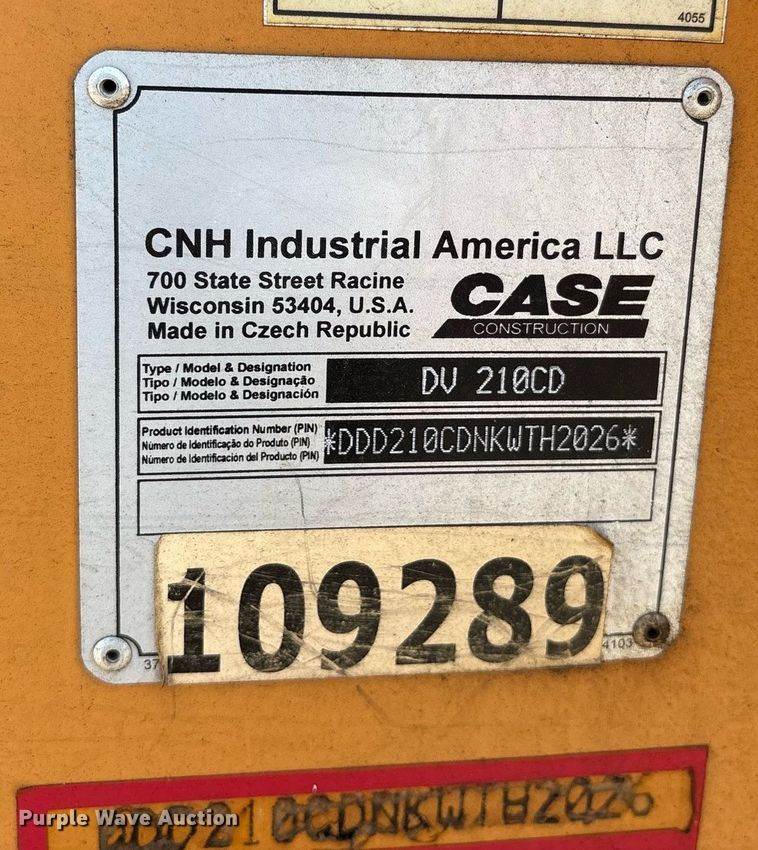 4055
CNH Industrial America LLC
700 State Street Racine
Wisconsin 53404, U.S.A.
Made in Czech Republic
CASE
CONSTRUCTION
Type / Model & Designation
Tipo / Modelo & Designação
Tipo / Modelo & Designación
DV 210CD
Product Identification Number (PIN)
Número de Identificação do Produto (PIN)
Número de Identificación del Producto (PIN)
*DDD210CDNKWTH2026*
109289
37
4103
DDD210CDNKWTH2026
Purple Wave Auction